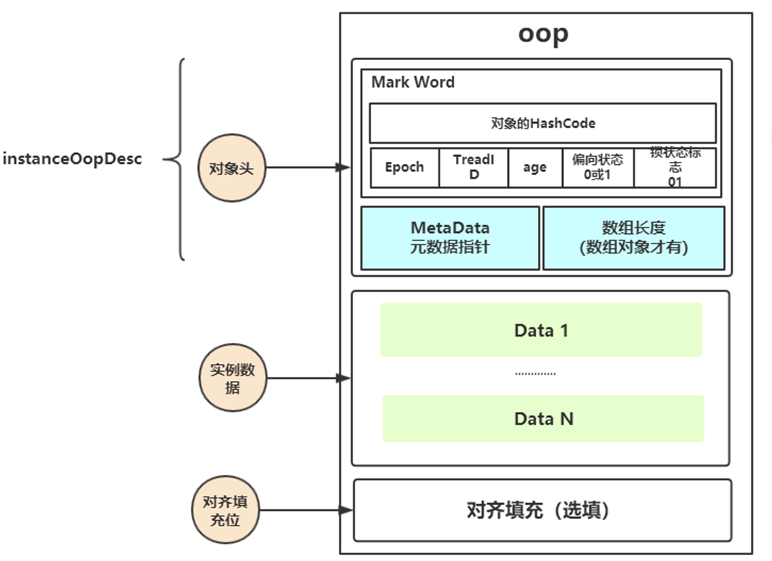 oop
instanceOopDesc
对象头
Mark Word
对象的HashCode
Epoch
TreadI
D
age
偏向状态
0或1
锁状态标
志
01
MetaData
元数据指针
数组长度
(数组对象才有)
实例数
据
Data 1
.............
Data N
对齐填
充位
对齐填充（选填）